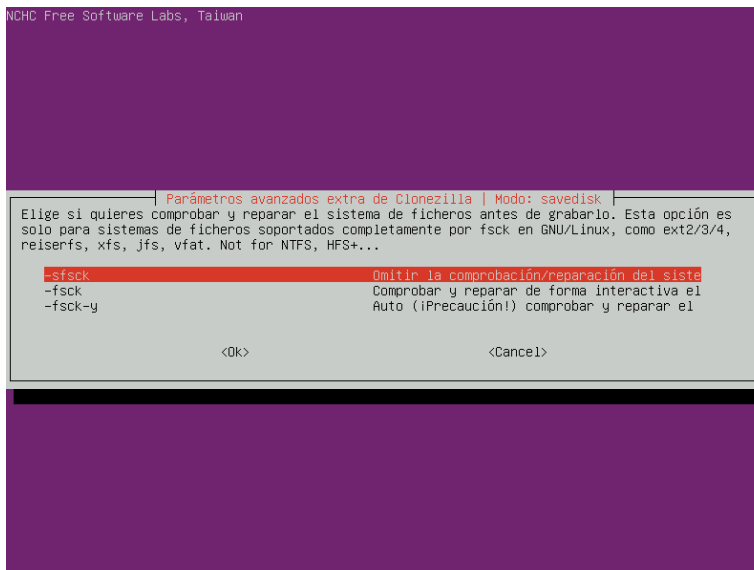 NCHC Free Software Labs, Taiwan
Parámetros avanzados extra de Clonezilla | Modo: savedisk
Elige si quieres comprobar y reparar el sistema de ficheros antes de grabarlo. Esta opción es
solo para sistemas de ficheros soportados completamente por fsck en GNU/Linux, como ext2/3/4,
reiserfs, xfs, jfs, vfat. Not for NTFS, HFS+...
-sfsck Omitir la comprobación/reparación del siste
-fsck Comprobar y reparar de forma interactiva el
-fsck-y Auto (¡Precaución!) comprobar y reparar el
<Ok> <Cancel>